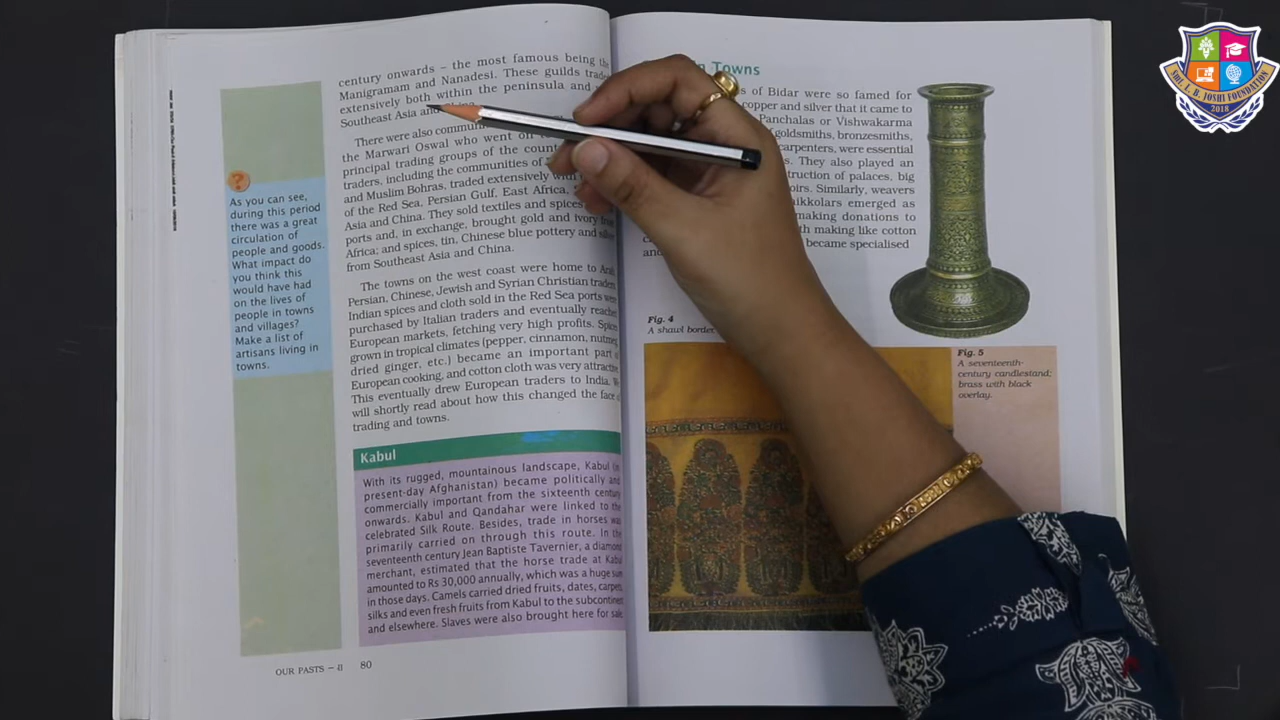 century onwards – the most famous being the
Manigramam and Nanadesi. These guilds traded
extensively both within the peninsula and
Southeast Asia and China.
There were also
the Marwari Oswal who went on
principal trading groups of the
traders, including the communities of
and Muslim Bohras, traded extensively with
of the Red Sea, Persian Gulf, East Africa,
Asia and China. They sold textiles and spices
ports and, in exchange, brought gold and ivory from
Africa; and spices, tin, Chinese blue pottery and silver
from Southeast Asia and China.
The towns on the west coast were home to Arab,
Persian, Chinese, Jewish and Syrian Christian traders.
Indian spices and cloth sold in the Red Sea ports were
purchased by Italian traders and eventually reached
European markets, fetching very high profits. Spices
grown in tropical climates (pepper, cinnamon, nutmeg,
dried ginger, etc.) became an important part of
European cooking, and cotton cloth was very attractive.
This eventually drew European traders to India. We
will shortly read about how this changed the face of
trading and towns.
?
As you can see,
during this period
there was a great
circulation of
people and goods.
What impact do
you think this
would have had
on the lives of
people in towns
and villages?
Make a list of
artisans living in
towns.
Kabul
With its rugged, mountainous landscape, Kabul (in
present-day Afghanistan) became politically and
commercially important from the sixteenth century
onwards. Kabul and Qandahar were linked to the
celebrated Silk Route. Besides, trade in horses was
primarily carried on through this route. In the
seventeenth century Jean Baptiste Tavernier, a diamond
merchant, estimated that the horse trade at Kabul
amounted to Rs 30,000 annually, which was a huge sum
in those days. Camels carried dried fruits, dates, carpets,
silks and even fresh fruits from Kabul to the subcontinent
and elsewhere. Slaves were also brought here for sale.
OUR PASTS – II 80
in Towns
of Bidar were so famed for
copper and silver that it came to
Panchalas or Vishwakarma
goldsmiths, bronzesmiths,
carpenters, were essential
They also played an
construction of palaces, big
Similarly, weavers
Kaikkolars emerged as
making donations to
making like cotton
became specialised
and
Fig. 4
A shawl border
Fig. 5
A seventeenth-
century candlestand;
brass with black
overlay.
SOU. L. B. JOSHI FOUNDATION
2018